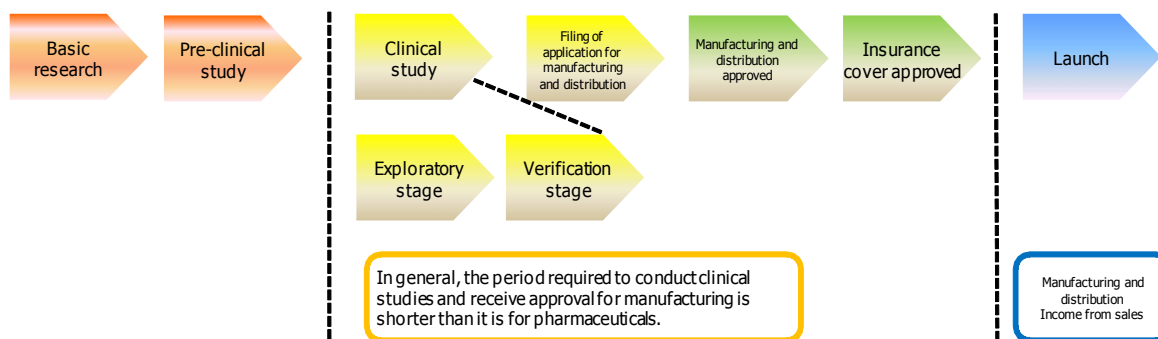 Basic
research
Pre-clinical
study
Clinical
study
Filing of
application for
manufacturing
and distribution
Manufacturing and
distribution
approved
Insurance
cover approved
Launch
Exploratory
stage
Verification
stage
In general, the period required to conduct clinical
studies and receive approval for manufacturing is
shorter than it is for pharmaceuticals.
Manufacturing and
distribution
Income from sales